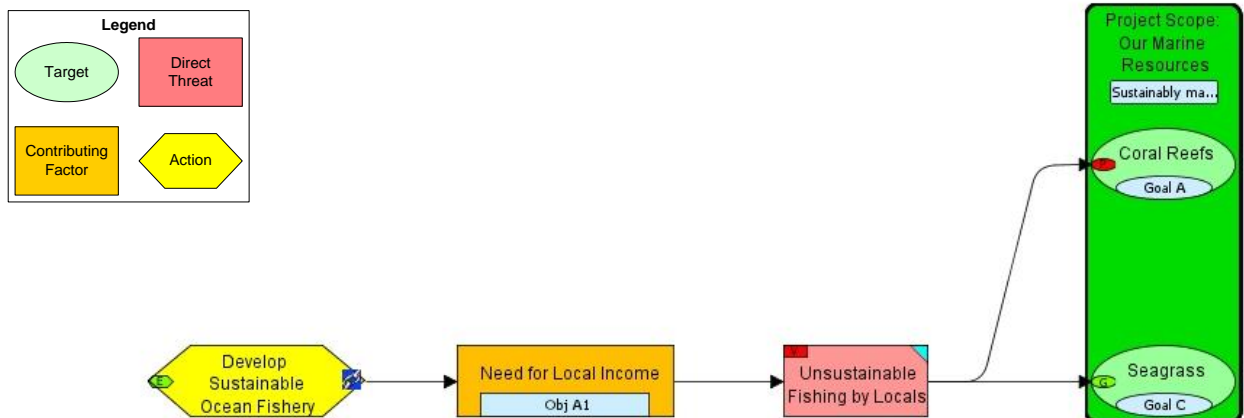 Legend
Target
Direct
Threat
Contributing
Factor
Action
Project Scope:
Our Marine
Resources
Sustainably ma...
Coral Reefs
Goal A
Develop
Sustainable
Ocean Fishery
E
Need for Local Income
Obj A1
Unsustainable
Fishing by Locals
Seagrass
G
Goal C